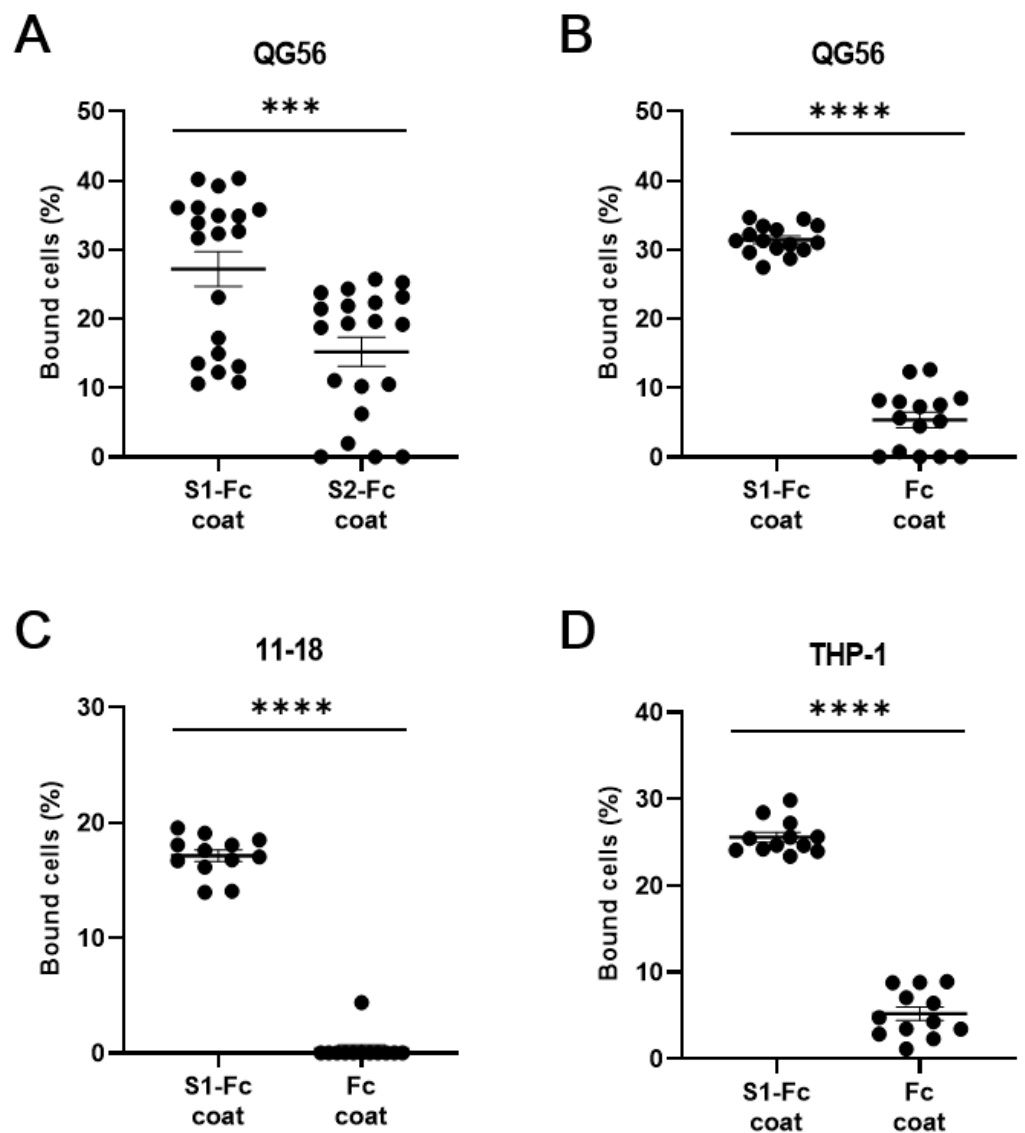 A
QG56
***
Bound cells (%)
50
40
30
20
10
0
S1-Fc
coat
S2-Fc
coat
B
QG56
****
Bound cells (%)
50
40
30
20
10
0
S1-Fc
coat
Fc
coat
C
11-18
****
Bound cells (%)
30
20
10
0
S1-Fc
coat
Fc
coat
D
THP-1
****
Bound cells (%)
40
30
20
10
0
S1-Fc
coat
Fc
coat